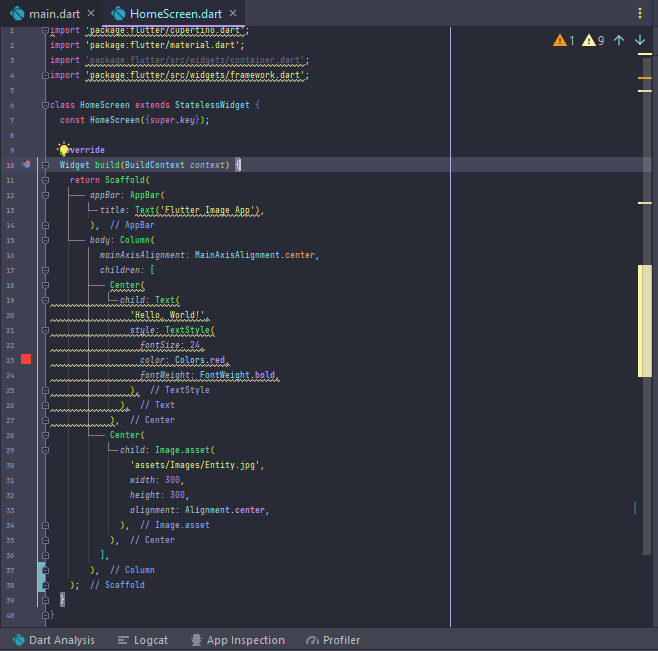 main.dart HomeScreen.dart
1 import 'package:flutter/cupertino.dart'; 1 9
2 import 'package:flutter/material.dart';
3 import 'package:flutter/src/widgets/container.dart';
4 import 'package:flutter/src/widgets/framework.dart';
5
6 class HomeScreen extends StatelessWidget {
7 const HomeScreen({super.key});
8
9 verride
10 Widget build(BuildContext context) {
11 return Scaffold(
12 appBar: AppBar(
13 title: Text('Flutter Image App'),
14 ), // AppBar
15 body: Column(
16 mainAxisAlignment: MainAxisAlignment.center,
17 children: [
18 Center(
19 child: Text(
20 'Hello, World!',
21 style: TextStyle(
22 fontSize: 24,
23 color: Colors.red,
24 fontWeight: FontWeight.bold,
25 ), // TextStyle
26 ), // Text
27 ), // Center
28 Center(
29 child: Image.asset(
30 'assets/Images/Entity.jpg',
31 width: 300,
32 height: 300,
33 alignment: Alignment.center,
34 ), // Image.asset
35 ), // Center
36 ],
37 ), // Column
38 ); // Scaffold
39 }
40 }
Dart Analysis Logcat App Inspection Profiler